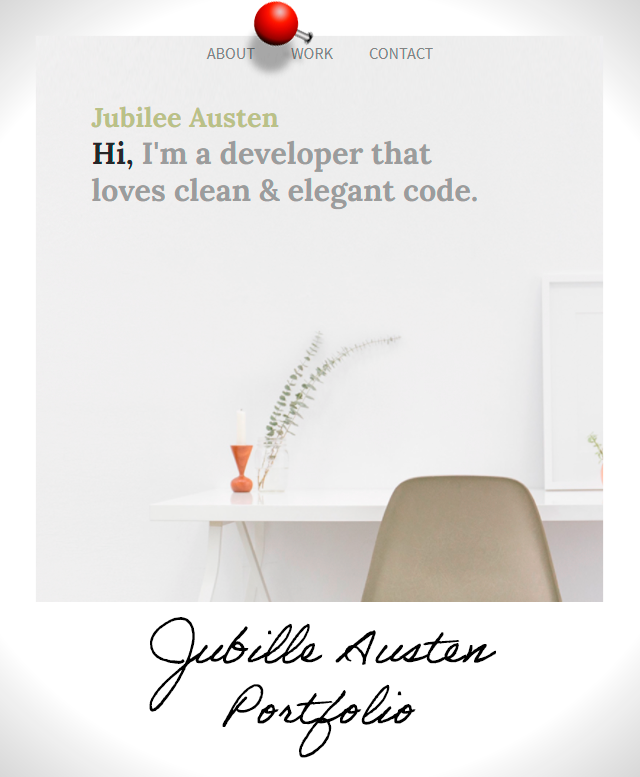 ABOUT WORK CONTACT
Jubilee Austen
Hi, I'm a developer that
loves clean & elegant code.
Jubille Austen
Portfolio